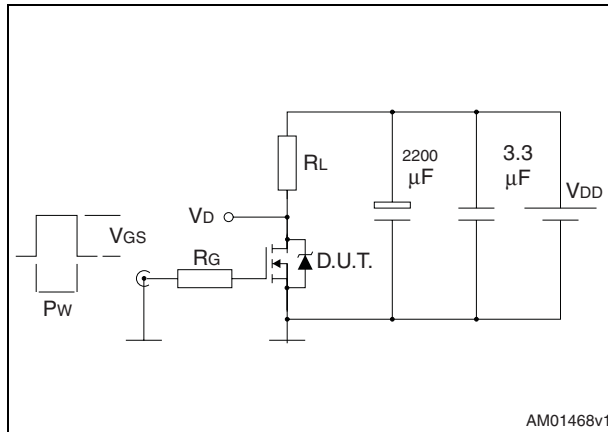 RL
2200
µF
3.3
µF
VDD
VD
VGS
RG
D.U.T.
PW
AM01468v1